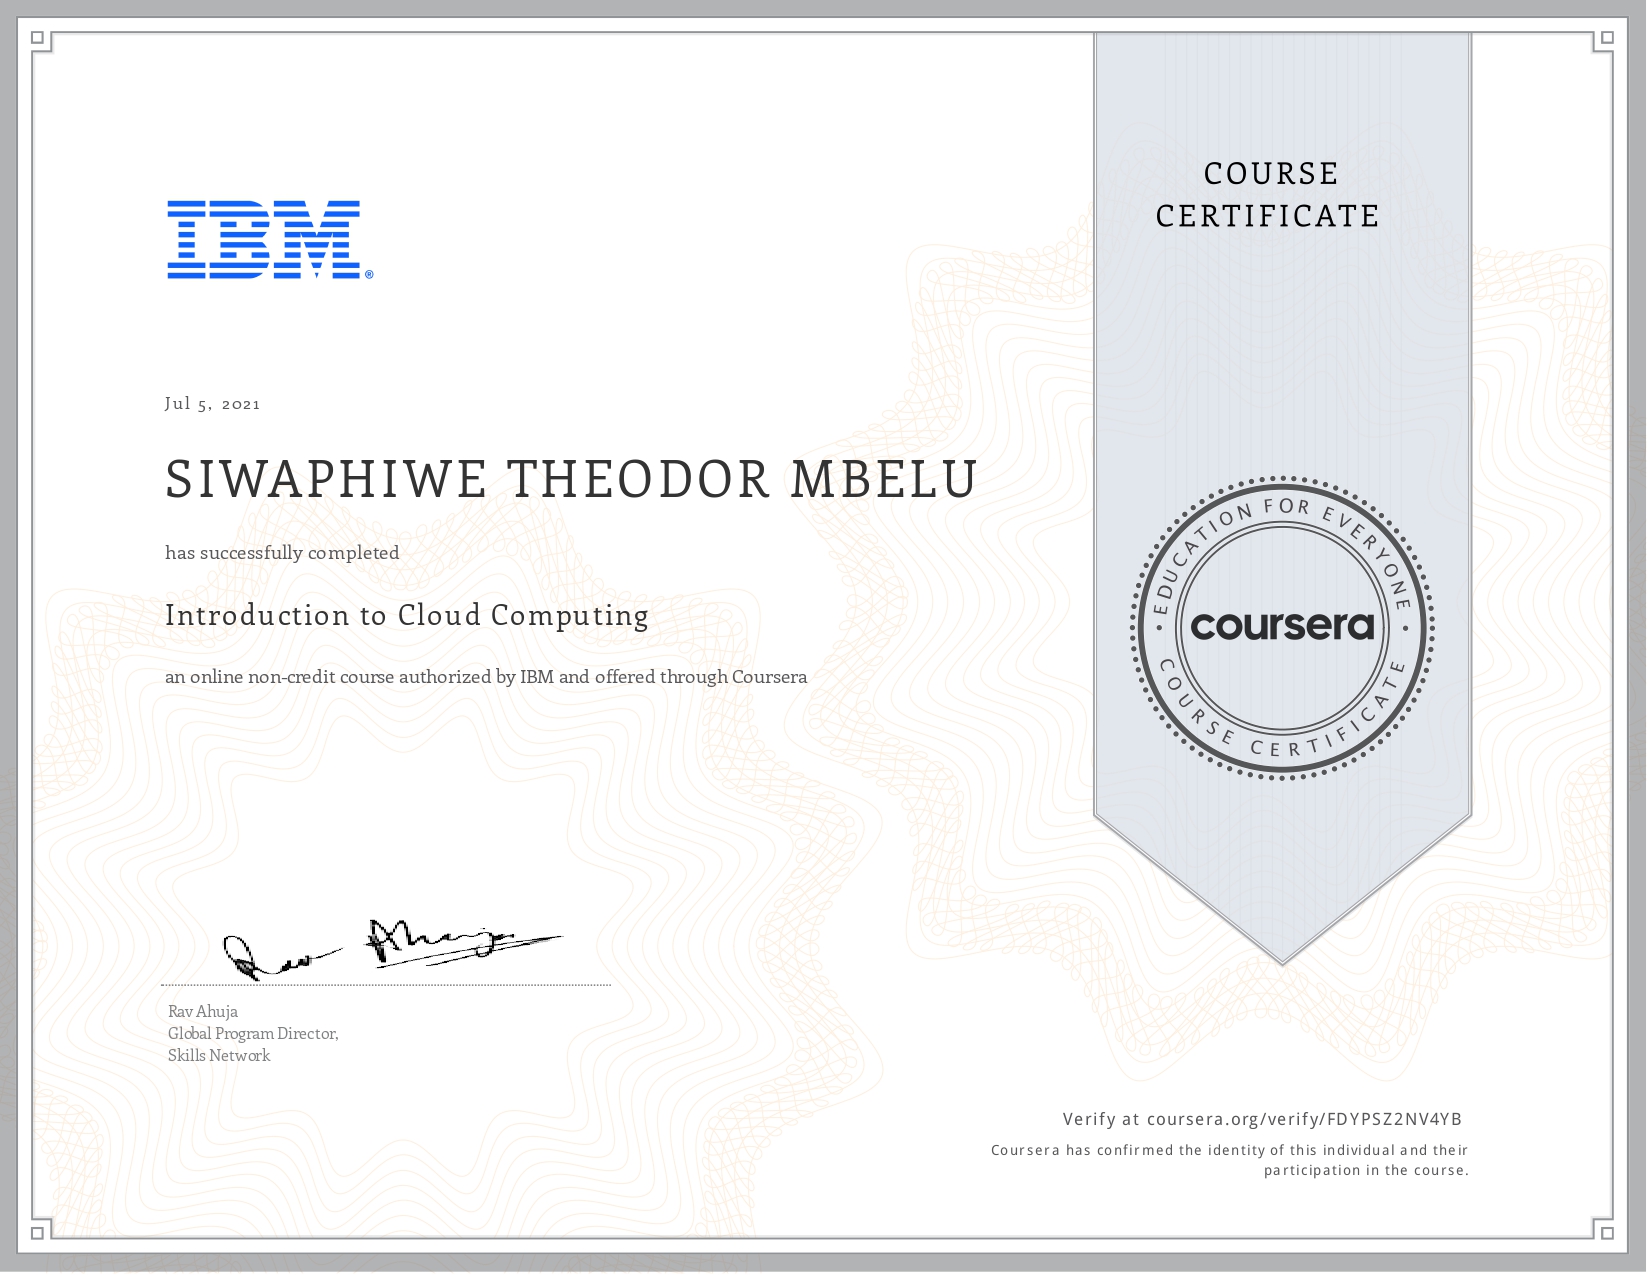 IBM®
Jul 5, 2021
SIWAPHIWE THEODOR MBELU
has successfully completed
Introduction to Cloud Computing
an online non-credit course authorized by IBM and offered through Coursera
Rav Ahuja
Global Program Director,
Skills Network
COURSE
CERTIFICATE
EDUCATION FOR EVERYONE
coursera
COURSE CERTIFICATE
Verify at coursera.org/verify/FDYPSZ2NV4YB
Coursera has confirmed the identity of this individual and their
participation in the course.